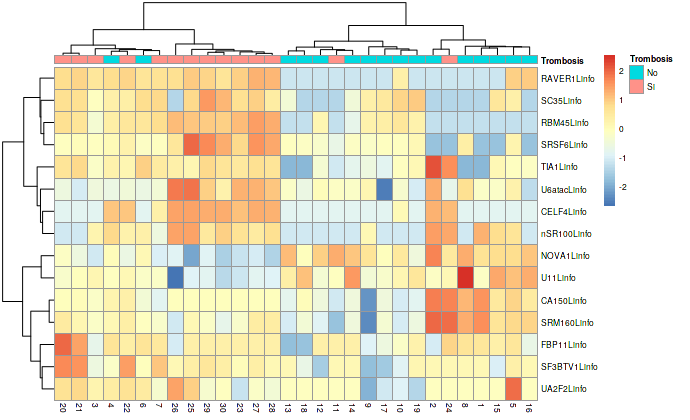 Trombosis
RAVER1Linfo
SC35Linfo
RBM45Linfo
SRSF6Linfo
TIA1Linfo
U6atacLinfo
CELF4Linfo
nSR100Linfo
NOVA1Linfo
U11Linfo
CA150Linfo
SRM160Linfo
FBP11Linfo
SF3BTV1Linfo
UA2F2Linfo
20 21 3 4 22 6 7 26 25 29 30 23 27 28 13 18 12 11 14 9 17 10 19 2 24 8 1 15 5 16
2
1
0
-1
-2
Trombosis
No
Si